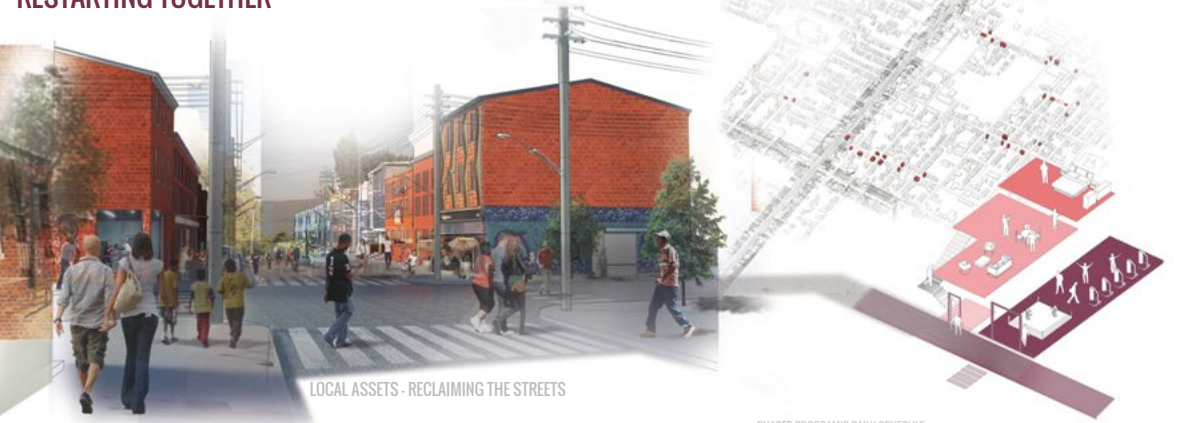 RESTARTING TOGETHER
LOCAL ASSETS - RECLAIMING THE STREETS